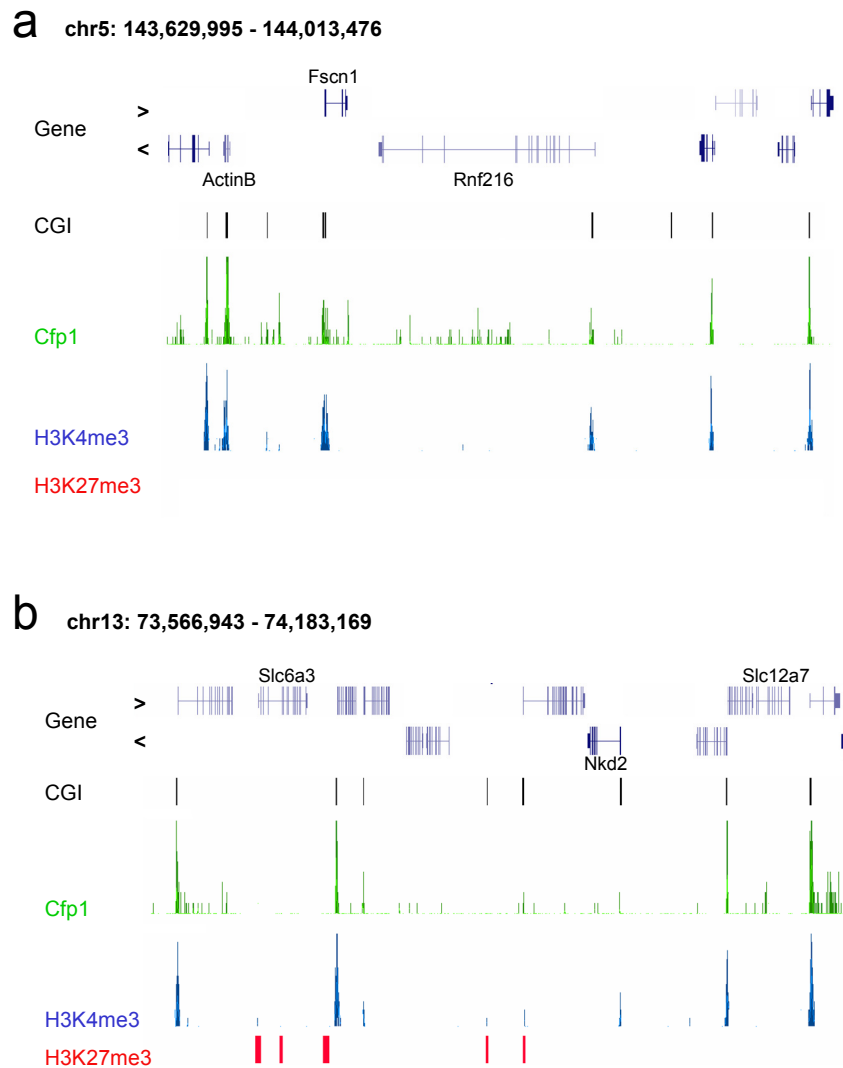 a chr5: 143,629,995 - 144,013,476
Fscn1
>
Gene
<
ActinB Rnf216
CGI
Cfp1
H3K4me3
H3K27me3
b chr13: 73,566,943 - 74,183,169
Slc6a3 Slc12a7
>
Gene
<
Nkd2
CGI
Cfp1
H3K4me3
H3K27me3